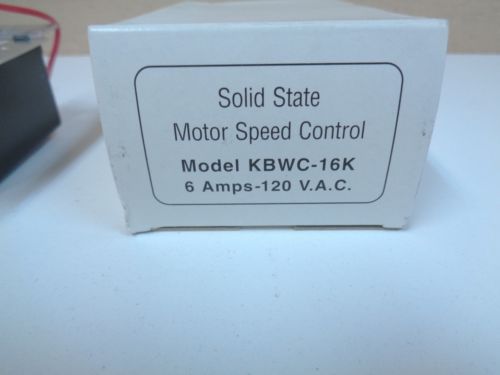 Solid State
Motor Speed Control
Model KBWC-16K
6 Amps-120 V.A.C.